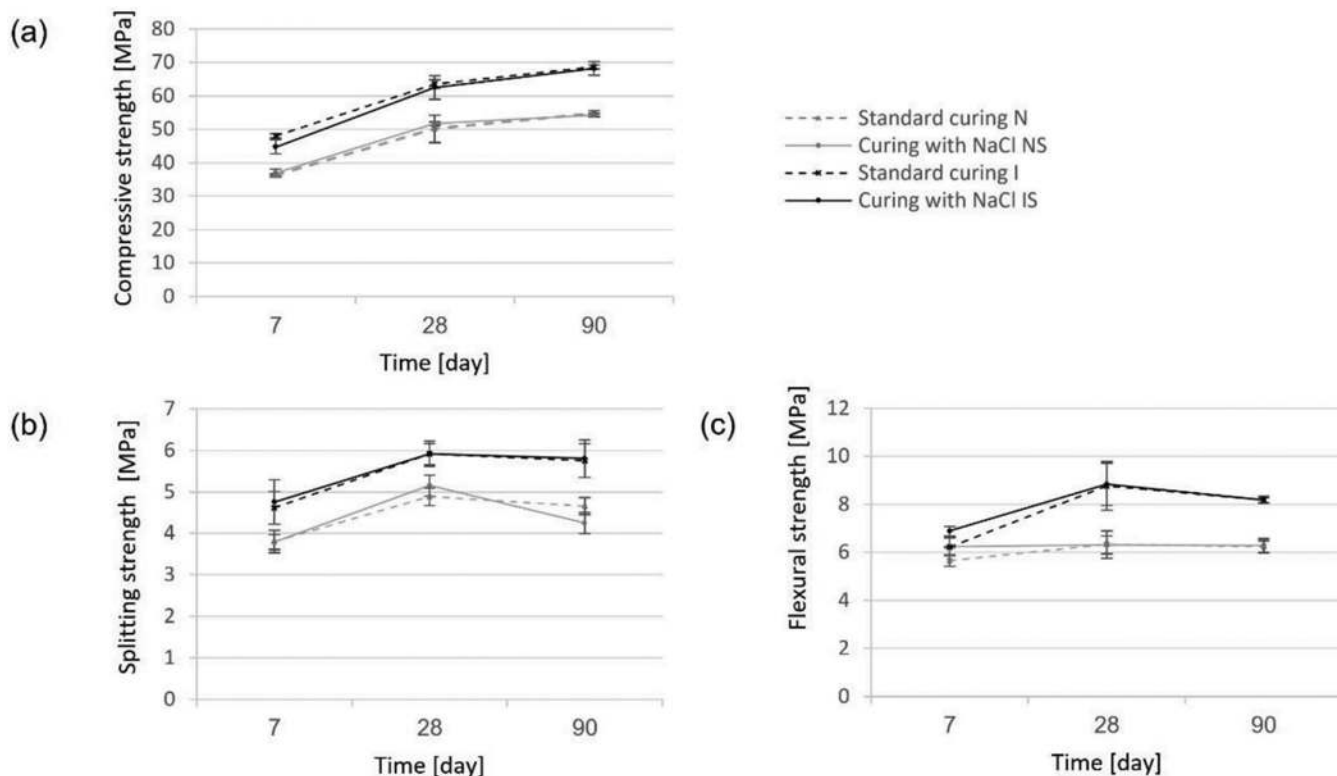 (a)
Compressive strength [MPa]
80
70
60
50
40
30
20
10
0
7 28 90
Time [day]
Standard curing N
Curing with NaCl NS
Standard curing I
Curing with NaCl IS
(b)
Splitting strength [MPa]
7
6
5
4
3
2
1
0
7 28 90
Time [day]
(c)
Flexural strength [MPa]
12
10
8
6
4
2
0
7 28 90
Time [day]